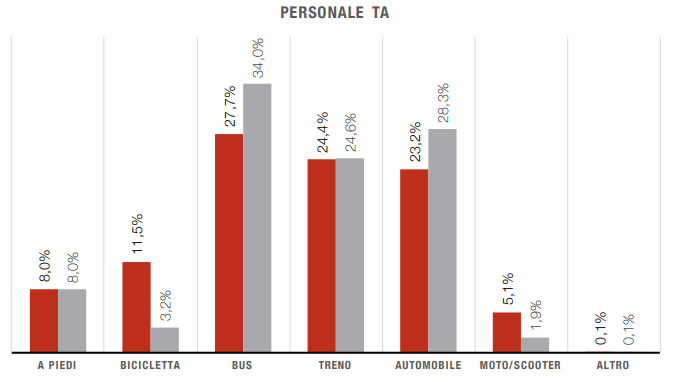 PERSONALE TA
8,0%
8,0%
11,5%
3,2%
27,7%
34,0%
24,4%
24,6%
23,2%
28,3%
5,1%
1,9%
0,1%
0,1%
A PIEDI
BICICLETTA
BUS
TRENO
AUTOMOBILE
MOTO/SCOOTER
ALTRO